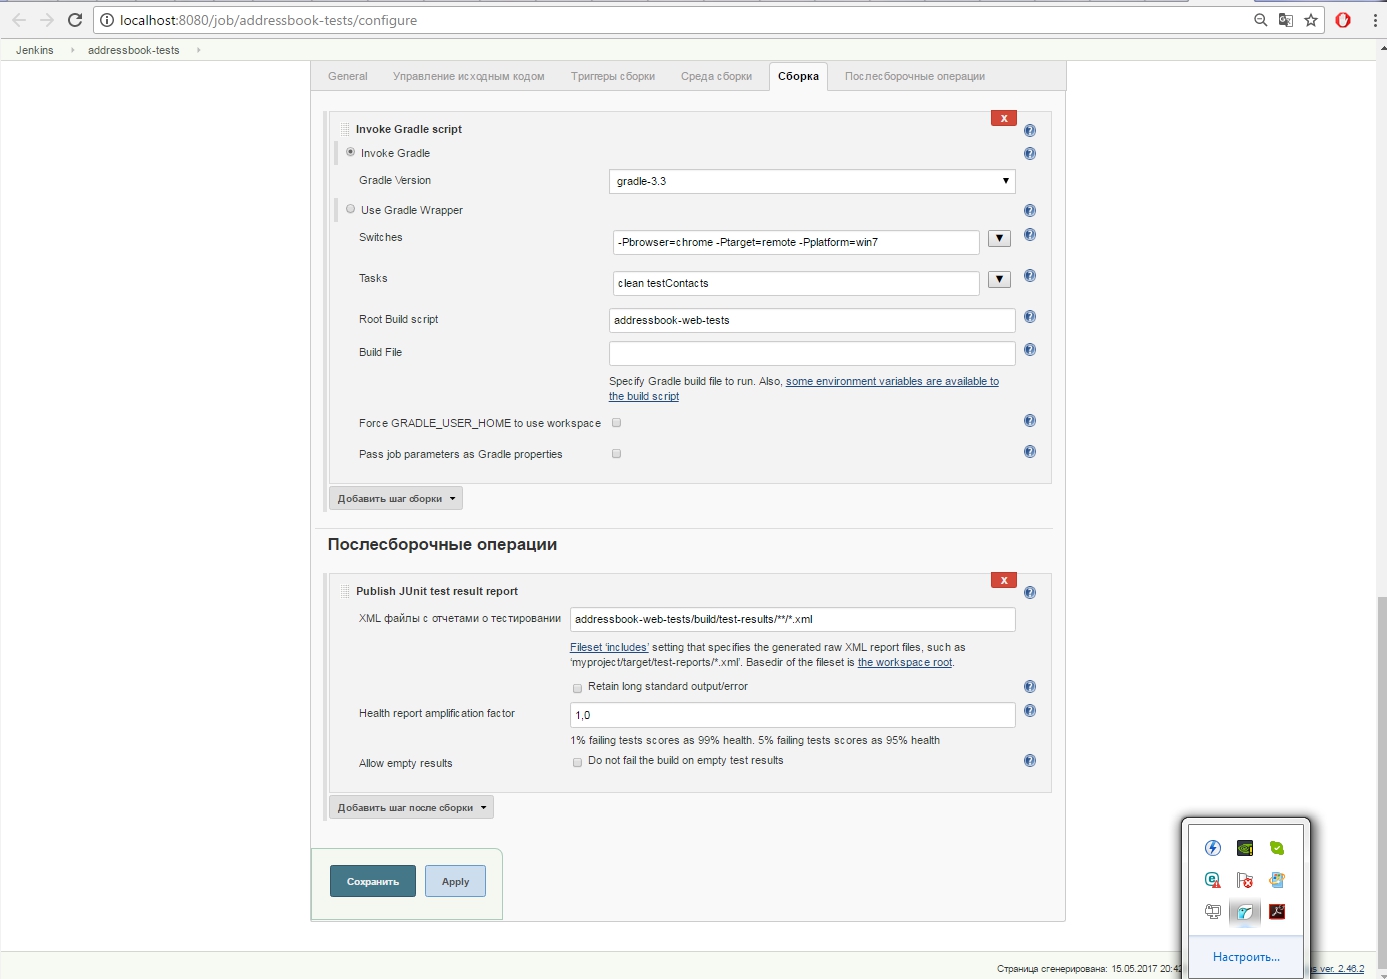 localhost:8080/job/addressbook-tests/configure
Jenkins addressbook-tests
General Управление исходным кодом Триггеры сборки Среда сборки Сборка Послесборочные операции
X
Invoke Gradle script
Invoke Gradle
Gradle Version gradle-3.3
Use Gradle Wrapper
Switches -Pbrowser=chrome -Ptarget=remote -Pplatform=win7
Tasks clean testContacts
Root Build script addressbook-web-tests
Build File
Specify Gradle build file to run. Also, some environment variables are available to
the build script
Force GRADLE_USER_HOME to use workspace
Pass job parameters as Gradle properties
Добавить шаг сборки
Послесборочные операции
X
Publish JUnit test result report
XML файлы с отчетами о тестировании addressbook-web-tests/build/test-results/**/*.xml
Fileset 'includes' setting that specifies the generated raw XML report files, such as
'myproject/target/test-reports/*.xml'. Basedir of the fileset is the workspace root.
Retain long standard output/error
Health report amplification factor 1,0
1% failing tests scores as 99% health. 5% failing tests scores as 95% health
Allow empty results Do not fail the build on empty test results
Добавить шаг после сборки
Сохранить Apply
Настроить...
Страница сгенерирована: 15.05.2017 20:42 ver. 2.46.2